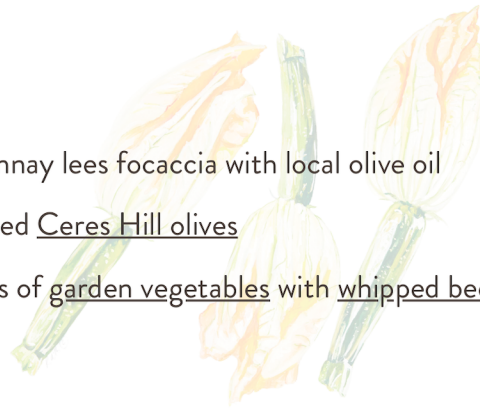 nnay lees focaccia with local olive oil
ed Ceres Hill olives
s of garden vegetables with whipped be